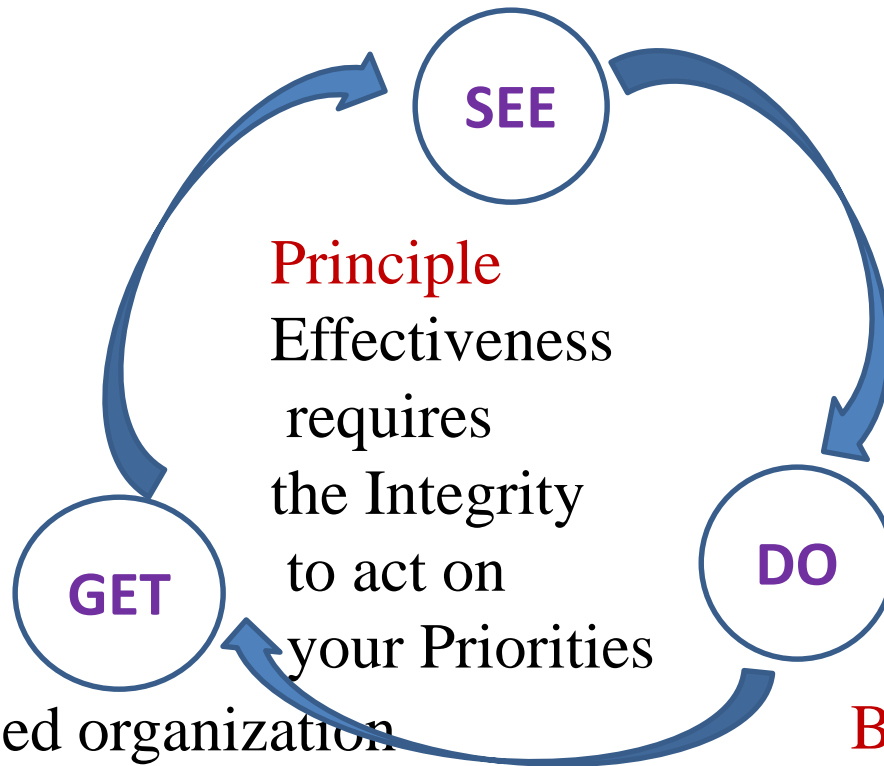 SEE
Principle
Effectiveness
requires
the Integrity
to act on
DO
GET
your Priorities
ed organization
B